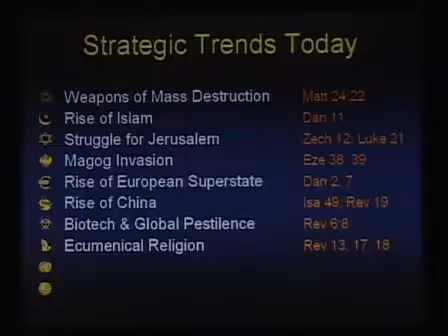 Strategic Trends Today
Weapons of Mass Destruction Matt 24:22
Rise of Islam Dan 11
Struggle for Jerusalem Zech 12; Luke 21
Magog Invasion Eze 38, 39
Rise of European Superstate Dan 2, 7
Rise of China Isa 49; Rev 19
Biotech & Global Pestilence Rev 6:8
Ecumenical Religion Rev 13, 17, 18